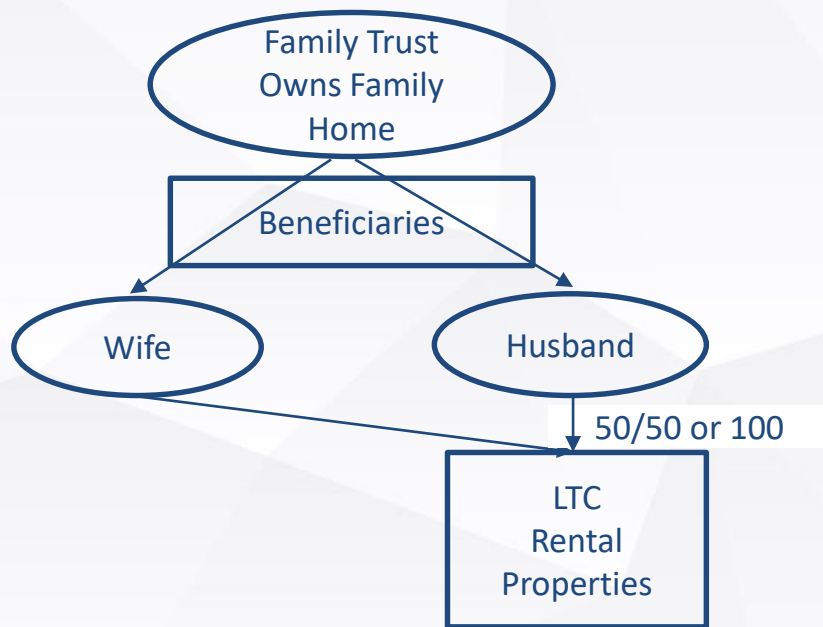 Family Trust
Owns Family
Home
Beneficiaries
Wife
Husband
50/50 or 100
LTC
Rental
Properties